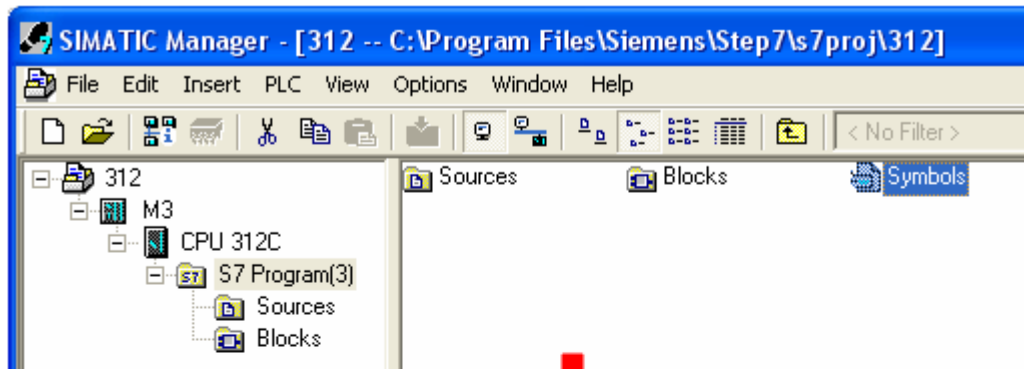 SIMATIC Manager - [312 -- C:\Program Files\Siemens\Step7\s7proj\312]
File Edit Insert PLC View Options Window Help
< No Filter >
312
M3
CPU 312C
S7 Program(3)
Sources
Blocks
Sources Blocks Symbols